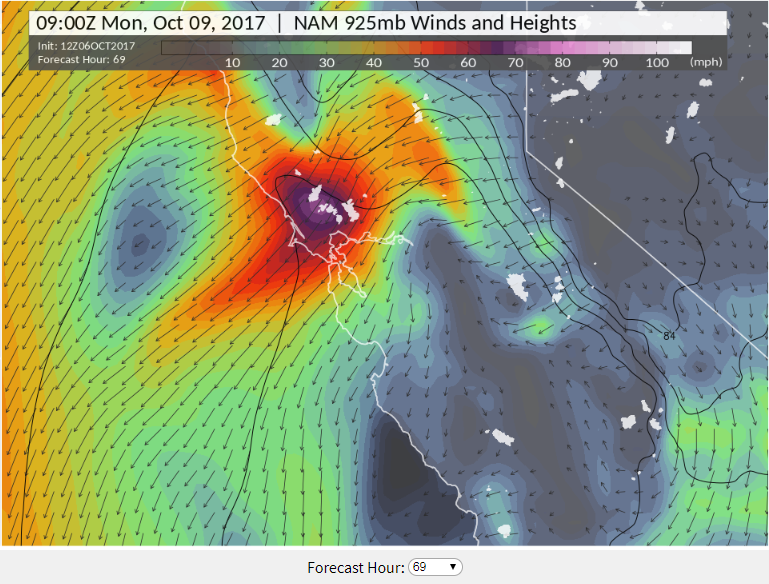 09:00Z Mon, Oct 09, 2017 | NAM 925mb Winds and Heights
Init: 12Z06OCT2017
Forecast Hour: 69
10 20 30 40 50 60 70 80 90 100 (mph)
84
Forecast Hour: 69